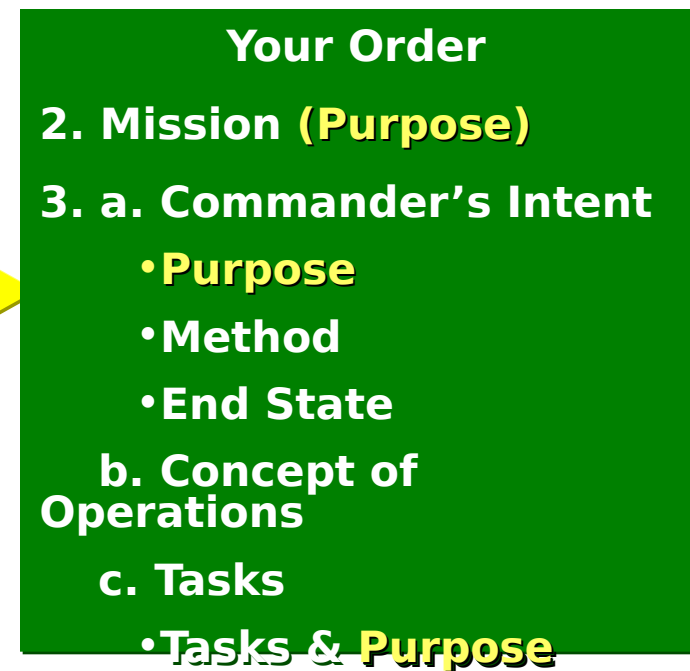 Your Order
2. Mission (Purpose)
3. a. Commander’s Intent
•Purpose
•Method
•End State
b. Concept of
Operations
c. Tasks
•Tasks & Purpose